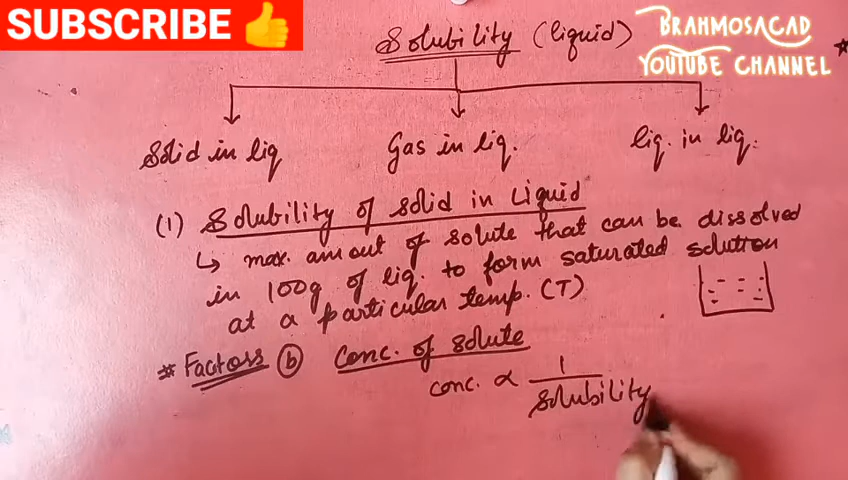 SUBSCRIBE
Solubility (liquid)
BRAHMOSACAD
YOUTUBE CHANNEL
Solid in liq
Gas in liq.
liq. in liq.
(1) Solubility of solid in Liquid
↳ max. amout of solute that can be dissolved
in 100g of liq. to form saturated solution
at a particular temp. (T)
* Factors (b) Conc. of solute
conc. ∝ 1
solubility